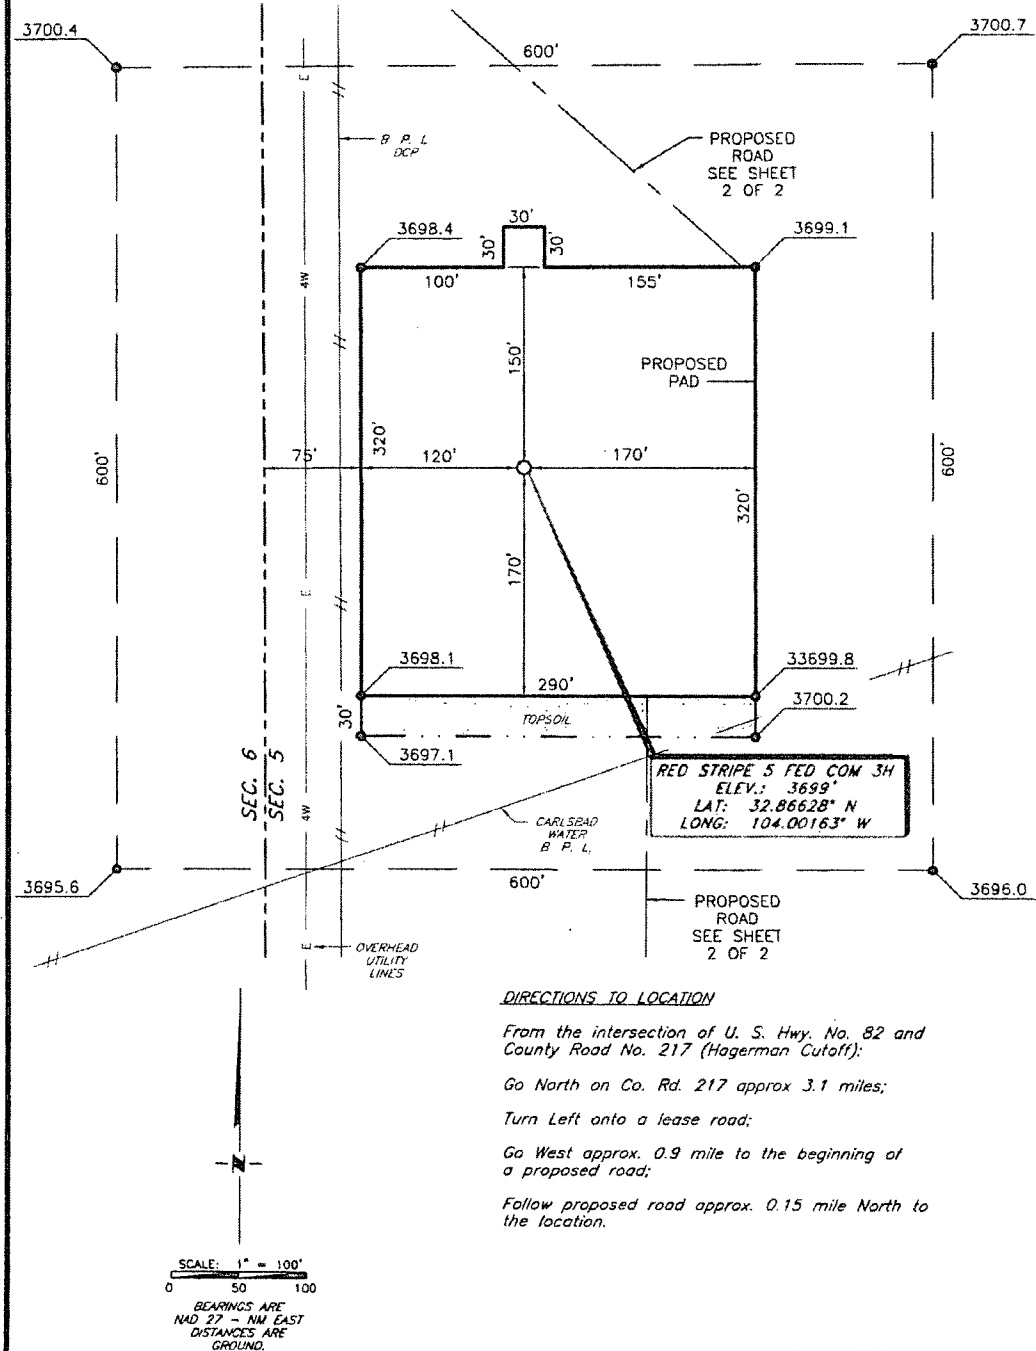 3700.4
3700.7
600'
E
B P. L
DCP
PROPOSED
ROAD
SEE SHEET
2 OF 2
30'
3698.4
30'
30'
3699.1
4W
100'
155'
150'
PROPOSED
PAD
320'
600'
75'
120'
170'
600'
320'
170'
E
3698.1
290'
33699.8
30'
TOPSOIL
3700.2
3697.1
SEC. 6
SEC. 5
RED STRIPE 5 FED COM 3H
ELEV.: 3699'
LAT: 32.86628° N
LONG: 104.00163° W
4W
CARLSBAD
WATER
B P. L.
3695.6
600'
3696.0
PROPOSED
ROAD
SEE SHEET
2 OF 2
E
OVERHEAD
UTILITY
LINES
DIRECTIONS TO LOCATION
From the intersection of U. S. Hwy. No. 82 and
County Road No. 217 (Hagerman Cutoff):
Go North on Co. Rd. 217 approx 3.1 miles;
Turn Left onto a lease road;
Go West approx. 0.9 mile to the beginning of
a proposed road;
Follow proposed road approx. 0.15 mile North to
the location.
N
SCALE: 1" = 100'
0 50 100
BEARINGS ARE
NAD 27 - NM EAST
DISTANCES ARE
GROUND.